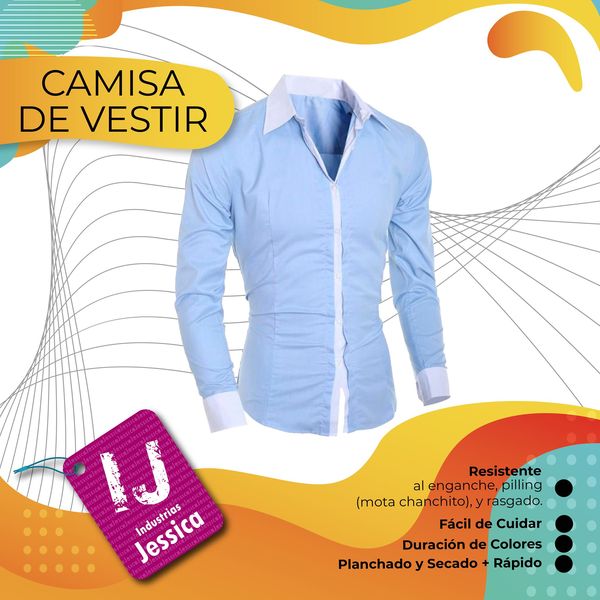 CAMISA
DE VESTIR
IJ
Industrias
Jessica
Resistente
al enganche, pilling
(mota chanchito), y rasgado.
Fácil de Cuidar
Duración de Colores
Planchado y Secado + Rápido